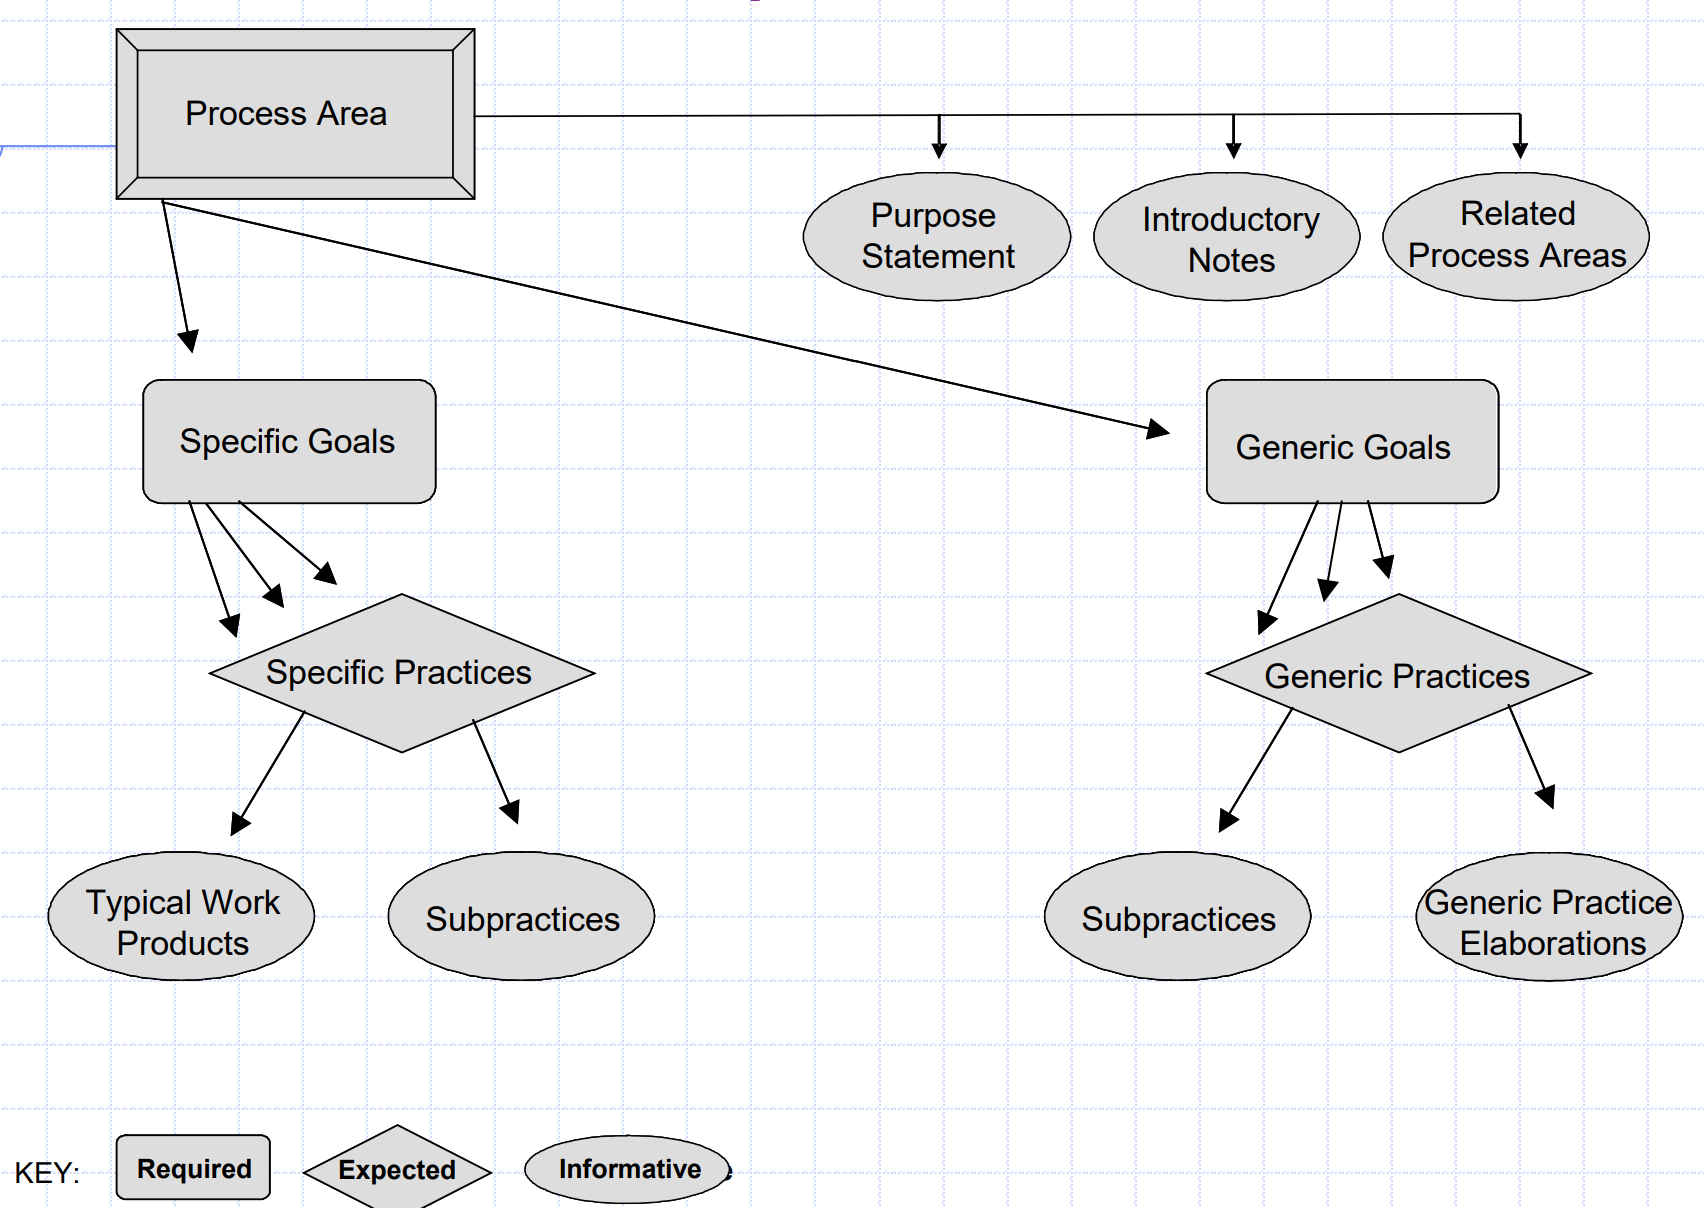 Process Area
Purpose
Statement
Introductory
Notes
Related
Process Areas
Specific Goals
Generic Goals
Specific Practices
Generic Practices
Typical Work
Products
Subpractices
Subpractices
Generic Practice
Elaborations
KEY:
Required
Expected
Informative